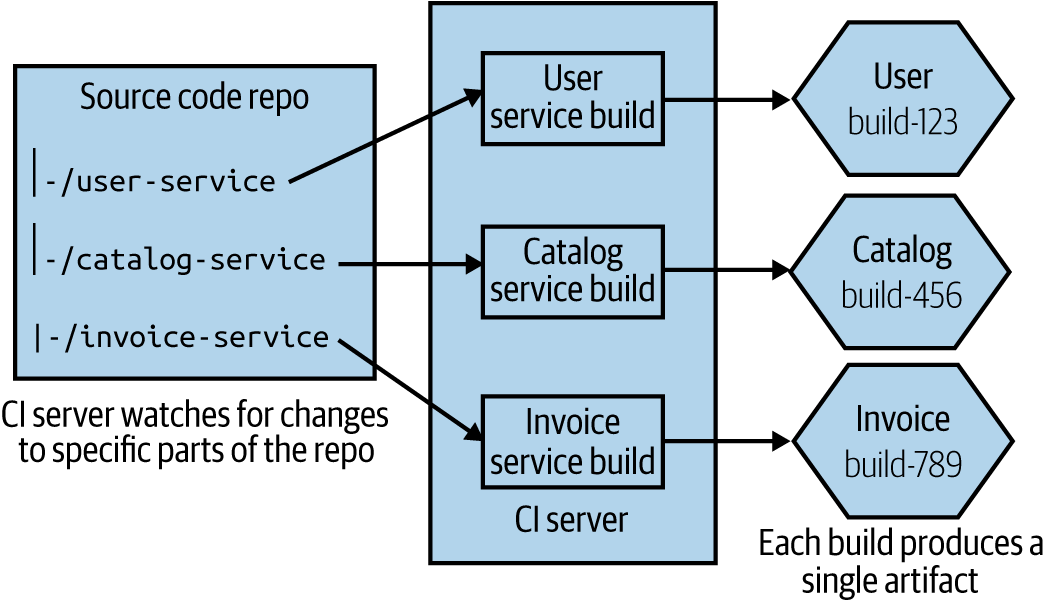 Source code repo
|-/user-service
|-/catalog-service
|-/invoice-service
CI server watches for changes
to specific parts of the repo
User
service build
Catalog
service build
Invoice
service build
CI server
User
build-123
Catalog
build-456
Invoice
build-789
Each build produces a
single artifact